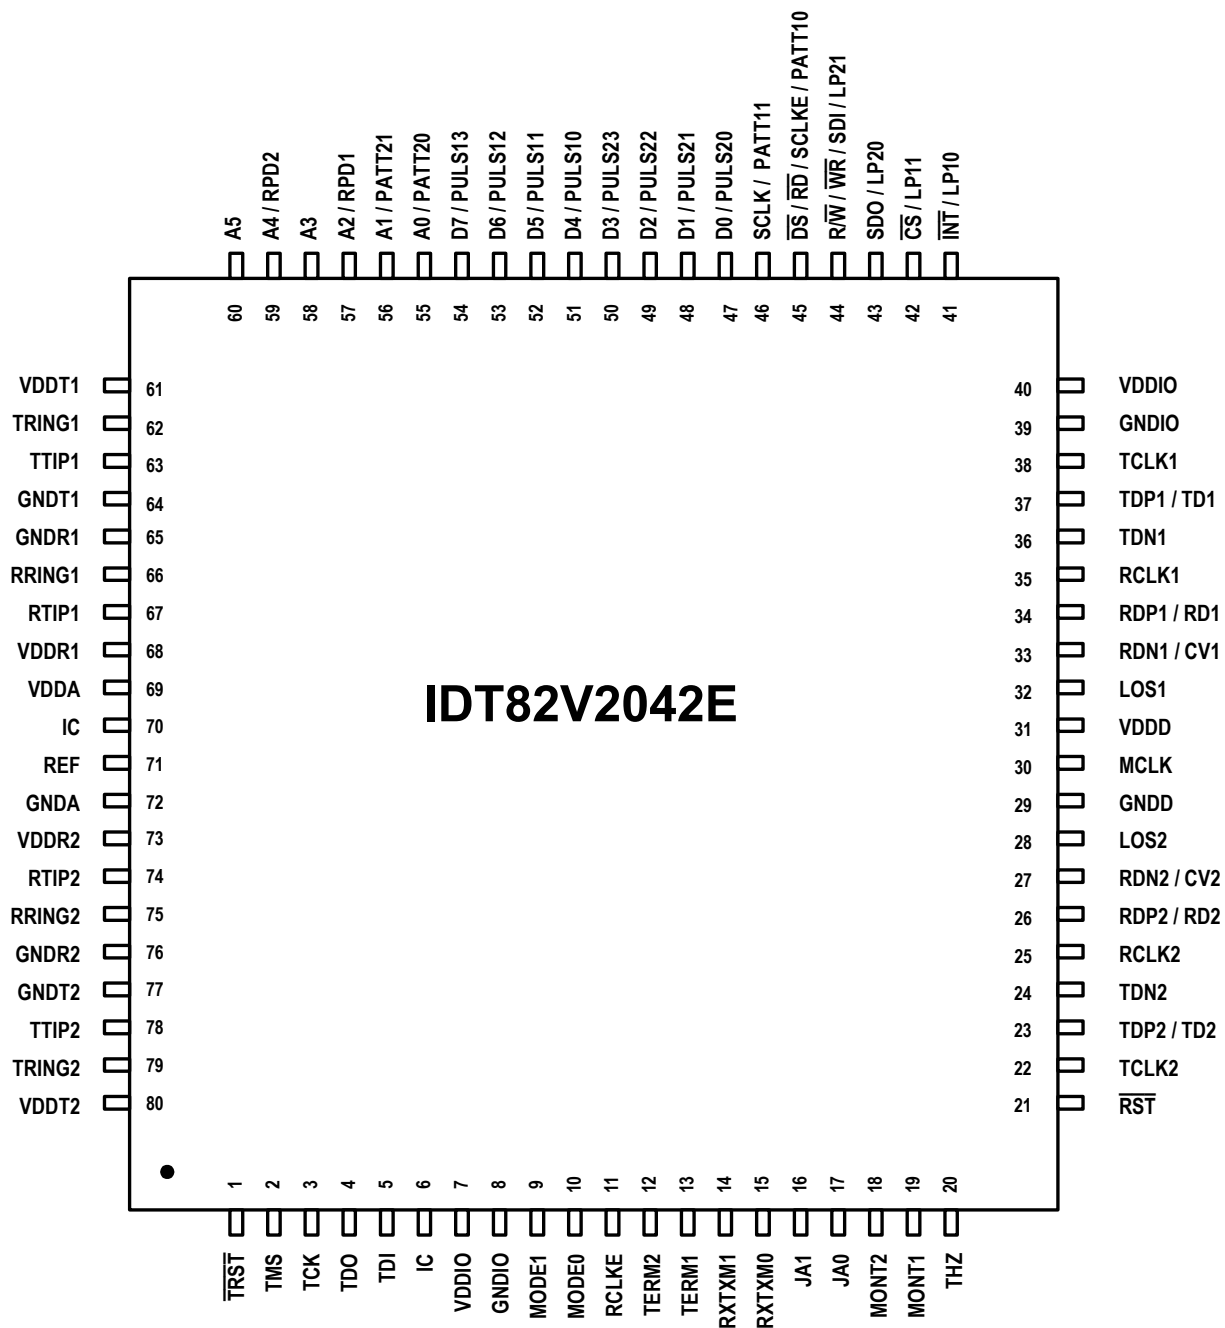 A5
A4 / RPD2
A3
A2 / RPD1
A1 / PATT21
A0 / PATT20
D7 / PULS13
D6 / PULS12
D5 / PULS11
D4 / PULS10
D3 / PULS23
D2 / PULS22
D1 / PULS21
D0 / PULS20
SCLK / PATT11
D̅S̅ / R̅D̅ / SCLKE / PATT10
R/W̅ / W̅R̅ / SDI / LP21
SDO / LP20
C̅S̅ / LP11
I̅N̅T̅ / LP10
60 59 58 57 56 55 54 53 52 51 50 49 48 47 46 45 44 43 42 41
VDDT1 61
TRING1 62
TTIP1 63
GNDT1 64
GNDR1 65
RRING1 66
RTIP1 67
VDDR1 68
VDDA 69
IC 70
REF 71
GNDA 72
VDDR2 73
RTIP2 74
RRING2 75
GNDR2 76
GNDT2 77
TTIP2 78
TRING2 79
VDDT2 80
IDT82V2042E
40 VDDIO
39 GNDIO
38 TCLK1
37 TDP1 / TD1
36 TDN1
35 RCLK1
34 RDP1 / RD1
33 RDN1 / CV1
32 LOS1
31 VDDD
30 MCLK
29 GNDD
28 LOS2
27 RDN2 / CV2
26 RDP2 / RD2
25 RCLK2
24 TDN2
23 TDP2 / TD2
22 TCLK2
21 R̅S̅T̅
1 2 3 4 5 6 7 8 9 10 11 12 13 14 15 16 17 18 19 20
T̅R̅S̅T̅
TMS
TCK
TDO
TDI
IC
VDDIO
GNDIO
MODE1
MODE0
RCLKE
TERM2
TERM1
RXTXM1
RXTXM0
JA1
JA0
MONT2
MONT1
THZ